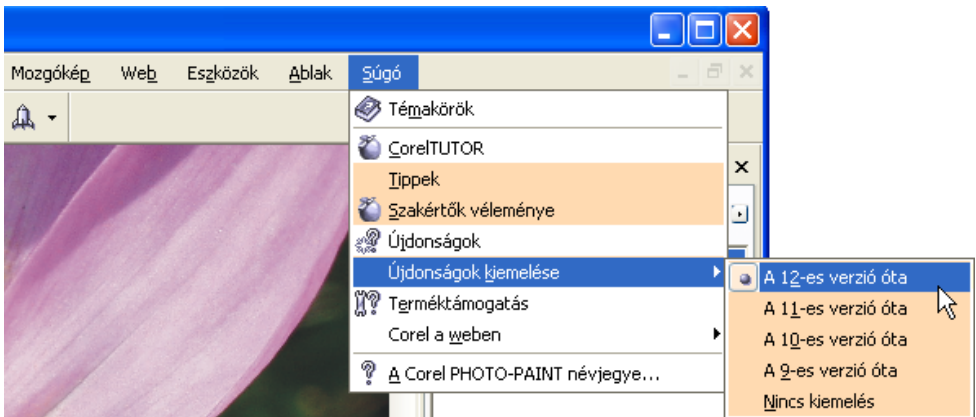 Mozgókép Web Eszközök Ablak Súgó
Témakörök
CorelTUTOR
Tippek
Szakértők véleménye
Újdonságok
Újdonságok kiemelése
Terméktámogatás
Corel a weben
A Corel PHOTO-PAINT névjegye...
A 12-es verzió óta
A 11-es verzió óta
A 10-es verzió óta
A 9-es verzió óta
Nincs kiemelés